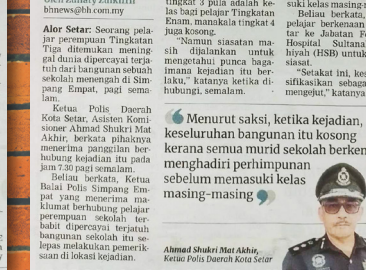 bhnews@bh.com.my
Alor Setar: Seorang pela-
jar perempuan Tingkatan
Tiga ditemukan mening-
gal dunia dipercayai terja-
tuh dari bangunan sebuah
sekolah menengah di Sim-
pang Empat, pagi sema-
lam.
Ketua Polis Daerah
Kota Setar, Asisten Komi-
sioner Ahmad Shukri Mat
Akhir, berkata pihaknya
menerima pangilan ber-
hubung kejadian itu pada
jam 7.30 pagi semalam.
Beliau berkata, Ketua
Balai Polis Simpang Em-
pat yang menerima ma-
klumat berhubung pelajar
perempuan sekolah ter-
babit dipercayai terjatuh
bangunan sekolah itu se-
lepas melakukan pemerik-
saan di lokasi kejadian.
tingkat 3 pula adalah ke-
las bagi pelajar Tingkatan
Enam, manakala tingkat 4
juga kosong.
"Namun siasatan ma-
sih dijalankan untuk
mengetahui punca baga-
imana kejadian itu ber-
laku," katanya ketika di-
hubungi, semalam.
suki kelas masing-
Beliau berkata,
pelajar berkenaan
tar ke Jabatan F
Hospital Sultana
hiyah (HSB) untuk
siasat.
"Setakat ini, kes
sifikasikan sebaga
mengejut," katanya
Menurut saksi, ketika kejadian,
keseluruhan bangunan itu kosong
kerana semua murid sekolah berken
menghadiri perhimpunan
sebelum memasuki kelas
masing-masing
Ahmad Shukri Mat Akhir,
Ketua Polis Daerah Kota Setar